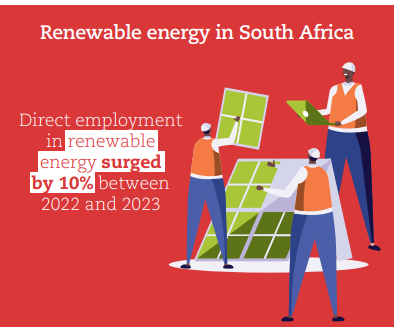 Renewable energy in South Africa
Direct employment
in renewable
energy surged
by 10% between
2022 and 2023